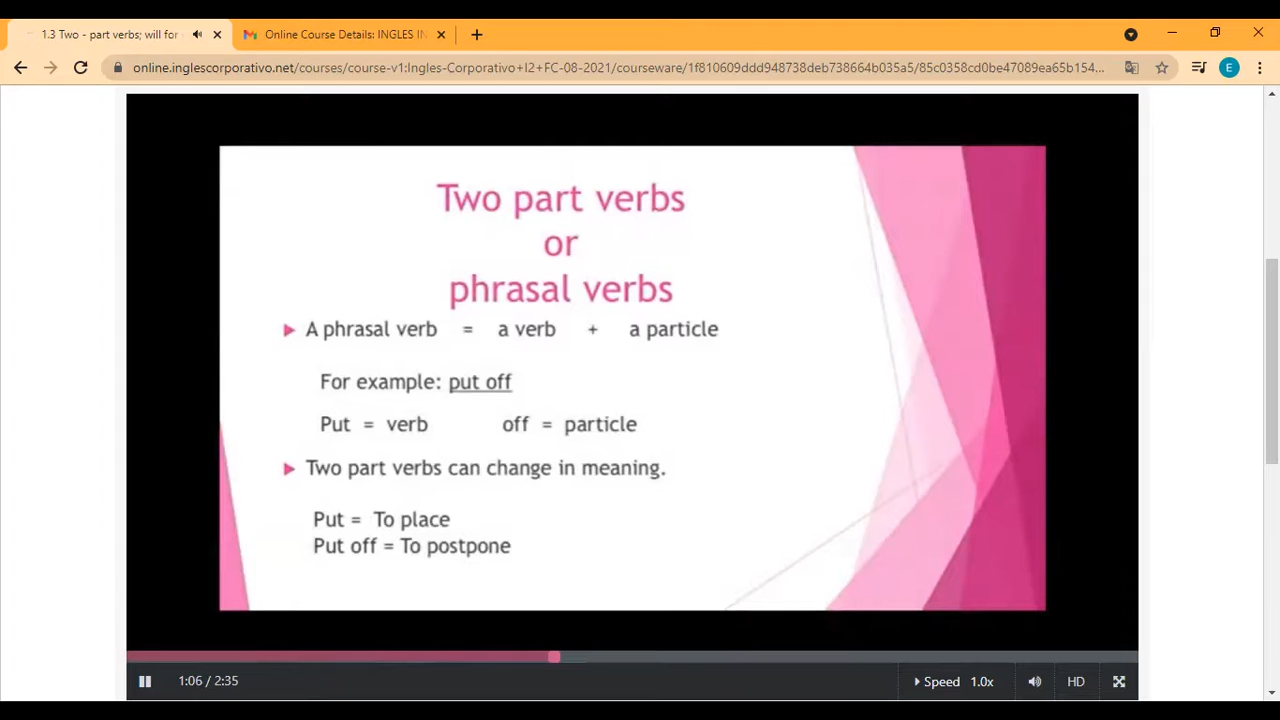 1.3 Two - part verbs; will for
Online Course Details: INGLES IN
online.inglescorporativo.net/courses/course-v1:Ingles-Corporativo+I2+FC-08-2021/courseware/1f810609ddd948738deb738664b035a5/85c0358cd0be47089ea65b154...
E
Two part verbs
or
phrasal verbs
A phrasal verb = a verb + a particle
For example: put off
Put = verb off = particle
Two part verbs can change in meaning.
Put = To place
Put off = To postpone
1:06 / 2:35
Speed 1.0x
HD